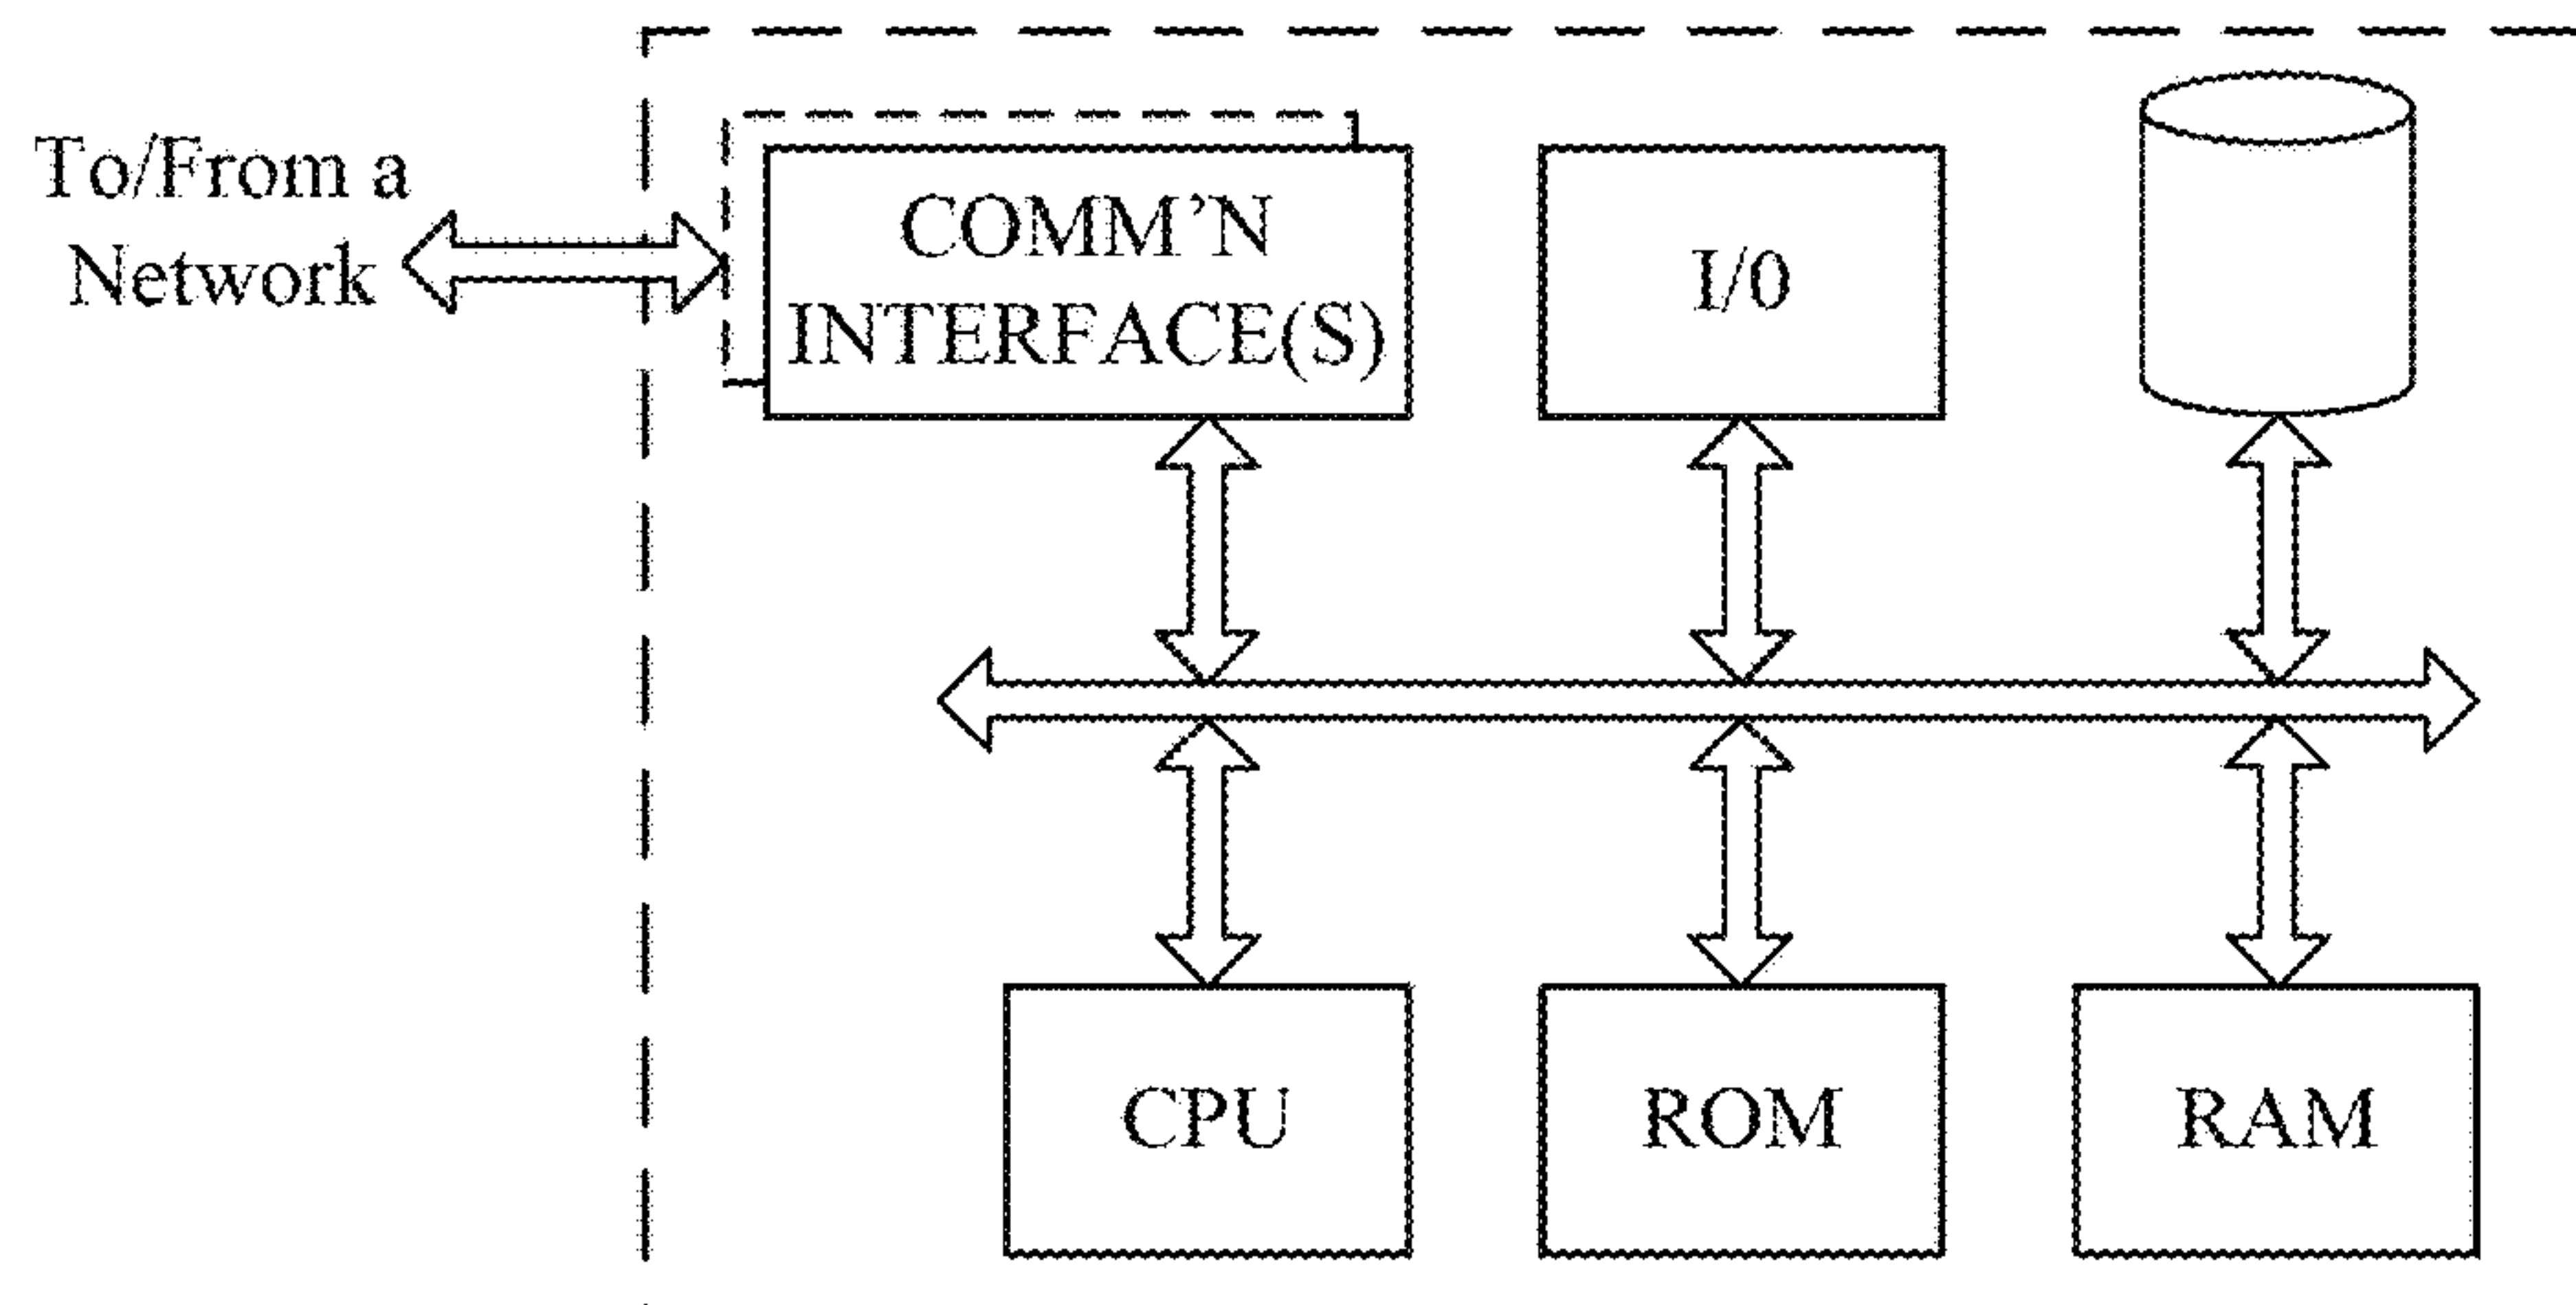 To/From a
Network
COMM’N
INTERFACE(S)
I/0
CPU
ROM
RAM